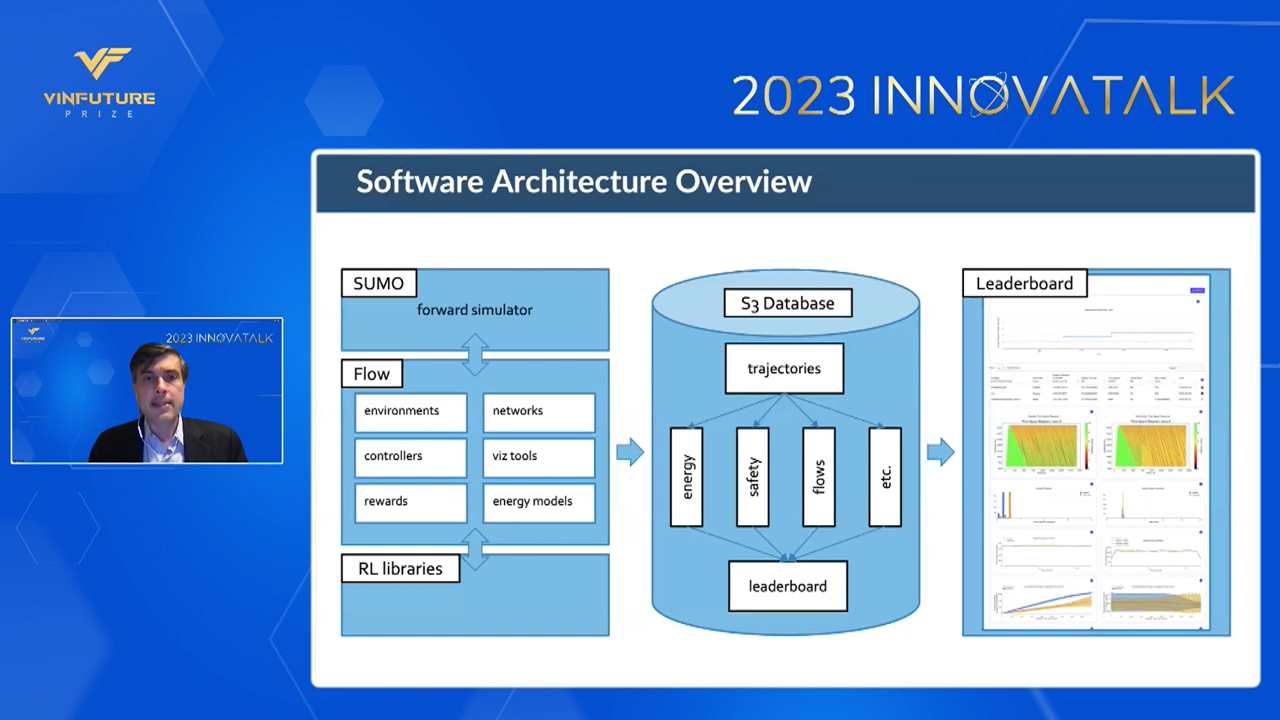 VINFUTURE
PRIZE
2023 INNOVATALK
Software Architecture Overview
SUMO
forward simulator
Flow
environments
networks
controllers
viz tools
rewards
energy models
RL libraries
S3 Database
trajectories
energy
safety
flows
etc.
leaderboard
Leaderboard
2023 INNOVATALK